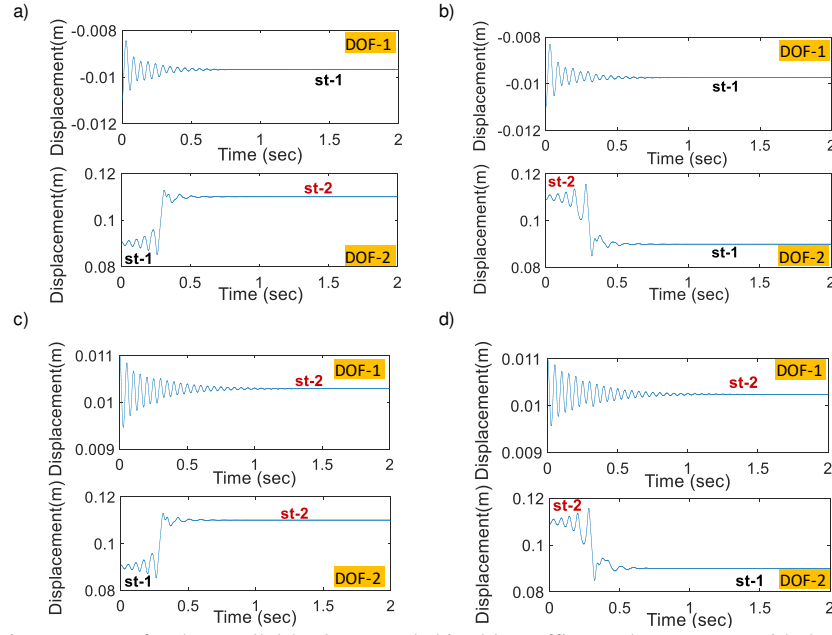 a)
Displacement(m)
-0.008
-0.01
-0.012
DOF-1
st-1
0 0.5 1 1.5 2
Time (sec)
Displacement(m)
0.12
0.1
0.08
st-2
st-1
DOF-2
0 0.5 1 1.5 2
b)
Displacement(m)
-0.008
-0.01
-0.012
DOF-1
st-1
0 0.5 1 1.5 2
Time (sec)
Displacement(m)
0.12
0.1
0.08
st-2
st-1
DOF-2
0 0.5 1 1.5 2
c)
Displacement(m)
0.011
0.01
0.009
DOF-1
st-2
0 0.5 1 1.5 2
Time (sec)
Displacement(m)
0.12
0.1
0.08
st-2
st-1
DOF-2
0 0.5 1 1.5 2
d)
Displacement(m)
0.011
0.01
0.009
DOF-1
st-2
0 0.5 1 1.5 2
Time (sec)
Displacement(m)
0.12
0.1
0.08
st-2
st-1
DOF-2
0 0.5 1 1.5 2